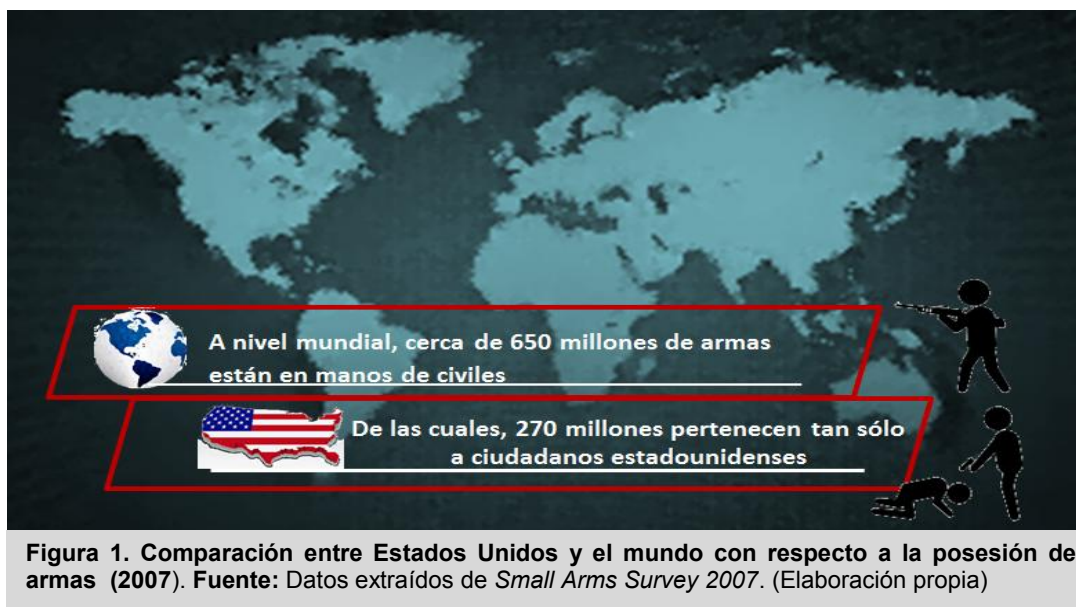 A nivel mundial, cerca de 650 millones de armas
están en manos de civiles
De las cuales, 270 millones pertenecen tan sólo
a ciudadanos estadounidenses
Figura 1. Comparación entre Estados Unidos y el mundo con respecto a la posesión de
armas (2007). Fuente: Datos extraídos de Small Arms Survey 2007. (Elaboración propia)